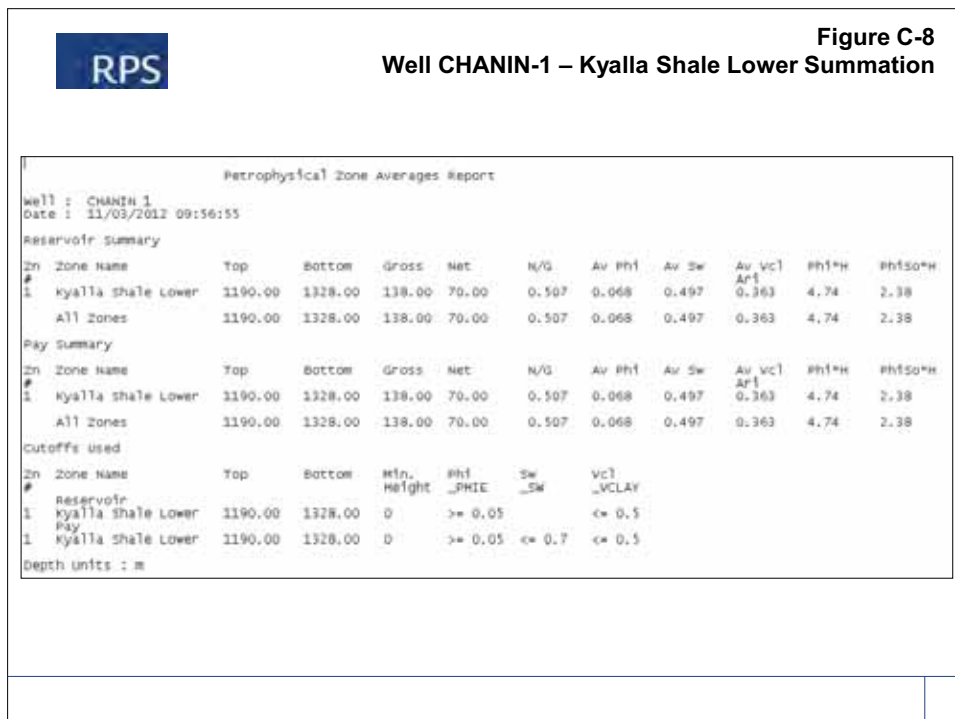 RPS
Figure C-8
Well CHANIN-1 – Kyalla Shale Lower Summation
Petrophysical Zone Averages Report
Well : CHANIN 1
Date : 11/03/2012 09:56:55
Reservoir Summary
Zn Zone Name Top Bottom Gross Net N/G Av Phi Av Sw Av Vcl Phi*H PhiSo*H
# Ari
1 Kyalla Shale Lower 1190.00 1328.00 138.00 70.00 0.507 0.068 0.497 0.363 4.74 2.38
All Zones 1190.00 1328.00 138.00 70.00 0.507 0.068 0.497 0.363 4.74 2.38
Pay Summary
Zn Zone Name Top Bottom Gross Net N/G Av Phi Av Sw Av Vcl Phi*H PhiSo*H
# Ari
1 Kyalla Shale Lower 1190.00 1328.00 138.00 70.00 0.507 0.068 0.497 0.363 4.74 2.38
All Zones 1190.00 1328.00 138.00 70.00 0.507 0.068 0.497 0.363 4.74 2.38
Cutoffs Used
Zn Zone Name Top Bottom Min. Phi Sw Vcl
# Height _PHIE _SW _VCLAY
Reservoir
1 Kyalla Shale Lower 1190.00 1328.00 0 >= 0.05 <= 0.5
Pay
1 Kyalla Shale Lower 1190.00 1328.00 0 >= 0.05 <= 0.7 <= 0.5
Depth Units : m